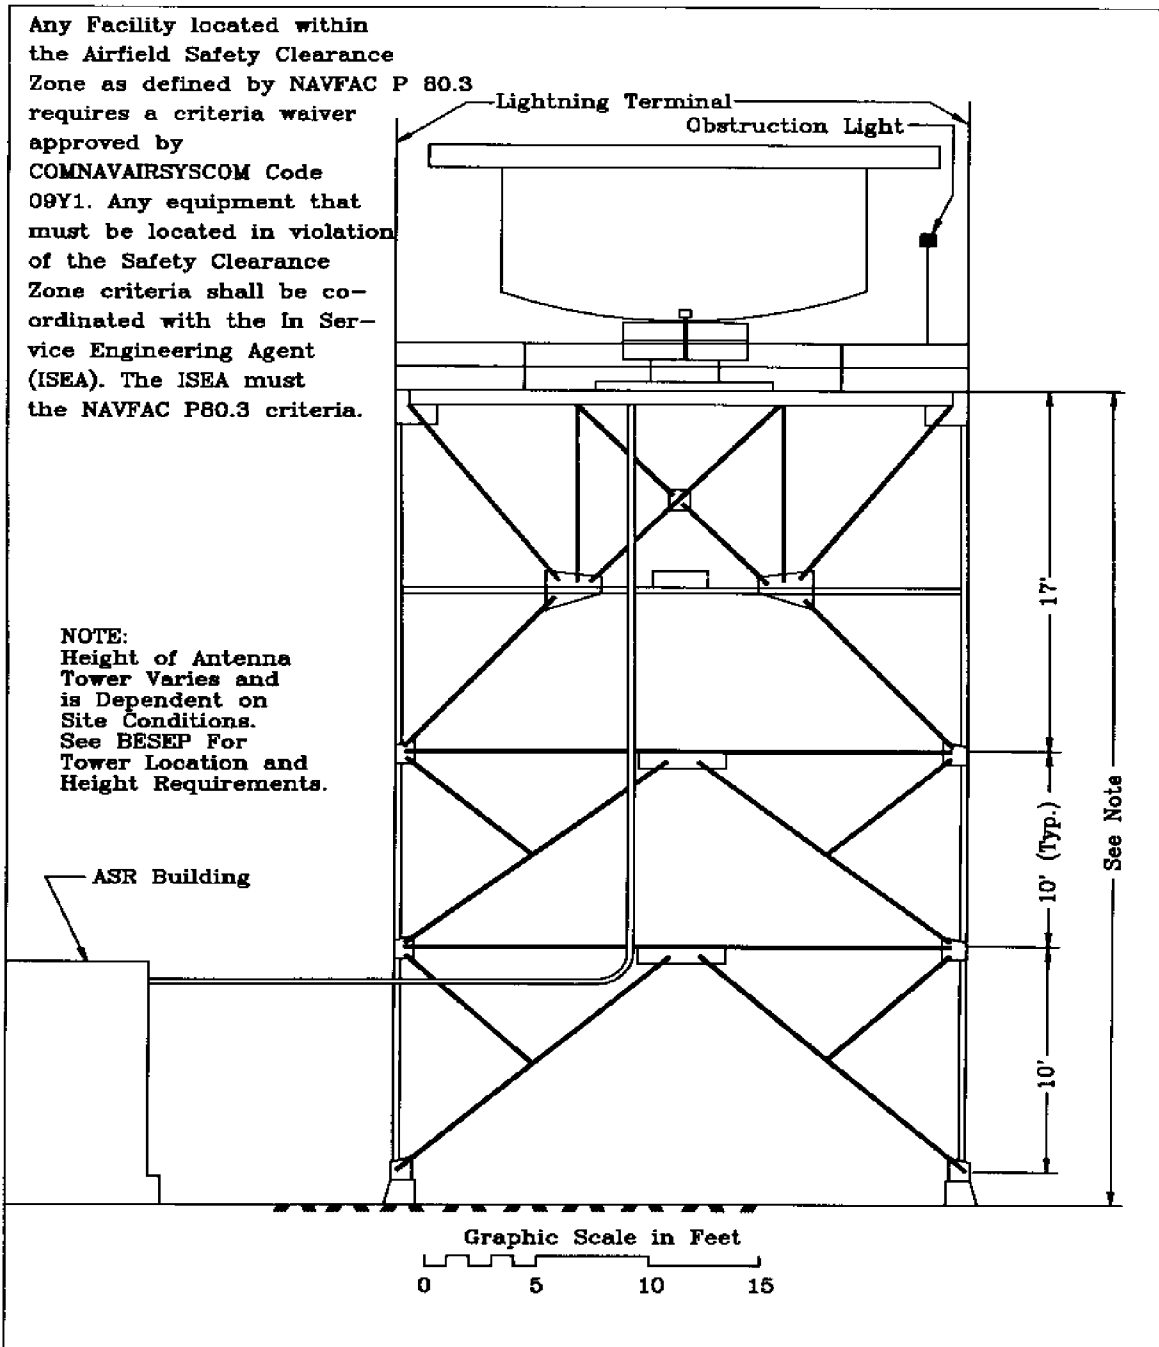 Any Facility located within
the Airfield Safety Clearance
Zone as defined by NAVFAC P 80.3
requires a criteria waiver
approved by
COMNAVAIRSYSCOM Code
09Y1. Any equipment that
must be located in violation
of the Safety Clearance
Zone criteria shall be co-
ordinated with the In Ser-
vice Engineering Agent
(ISEA). The ISEA must
the NAVFAC P80.3 criteria.
Lightning Terminal
Obstruction Light
NOTE:
Height of Antenna
Tower Varies and
is Dependent on
Site Conditions.
See BESEP For
Tower Location and
Height Requirements.
ASR Building
17'
10' (Typ.)
10'
See Note
Graphic Scale in Feet
0 5 10 15